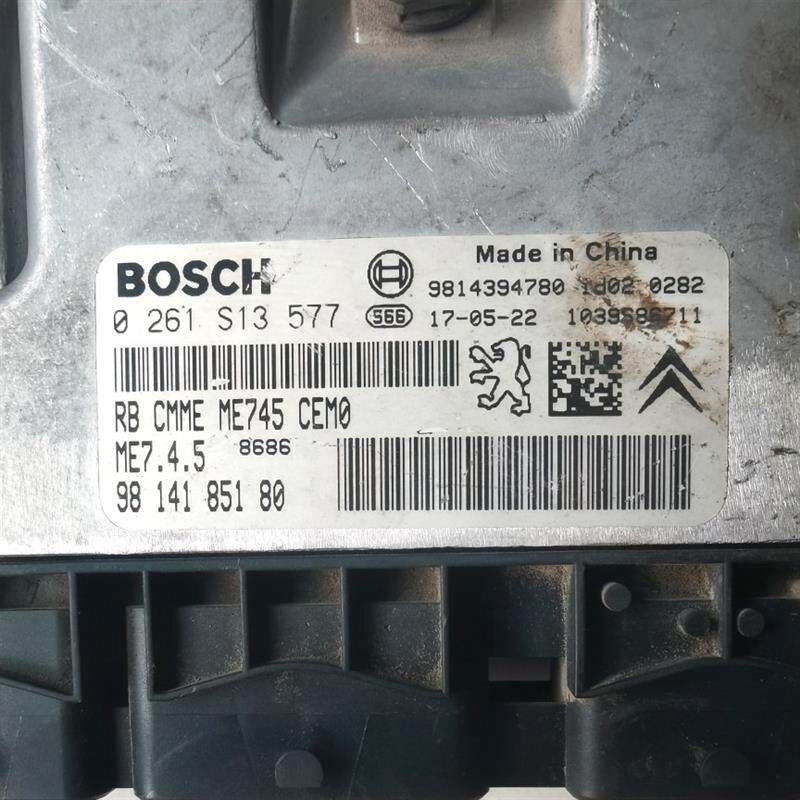 BOSCH
Made in China
9814394780 1d02 0282
0 261 S13 577 566 17-05-22
RB CMME ME745 CEM0
ME7.4.5 8686
98 141 851 80